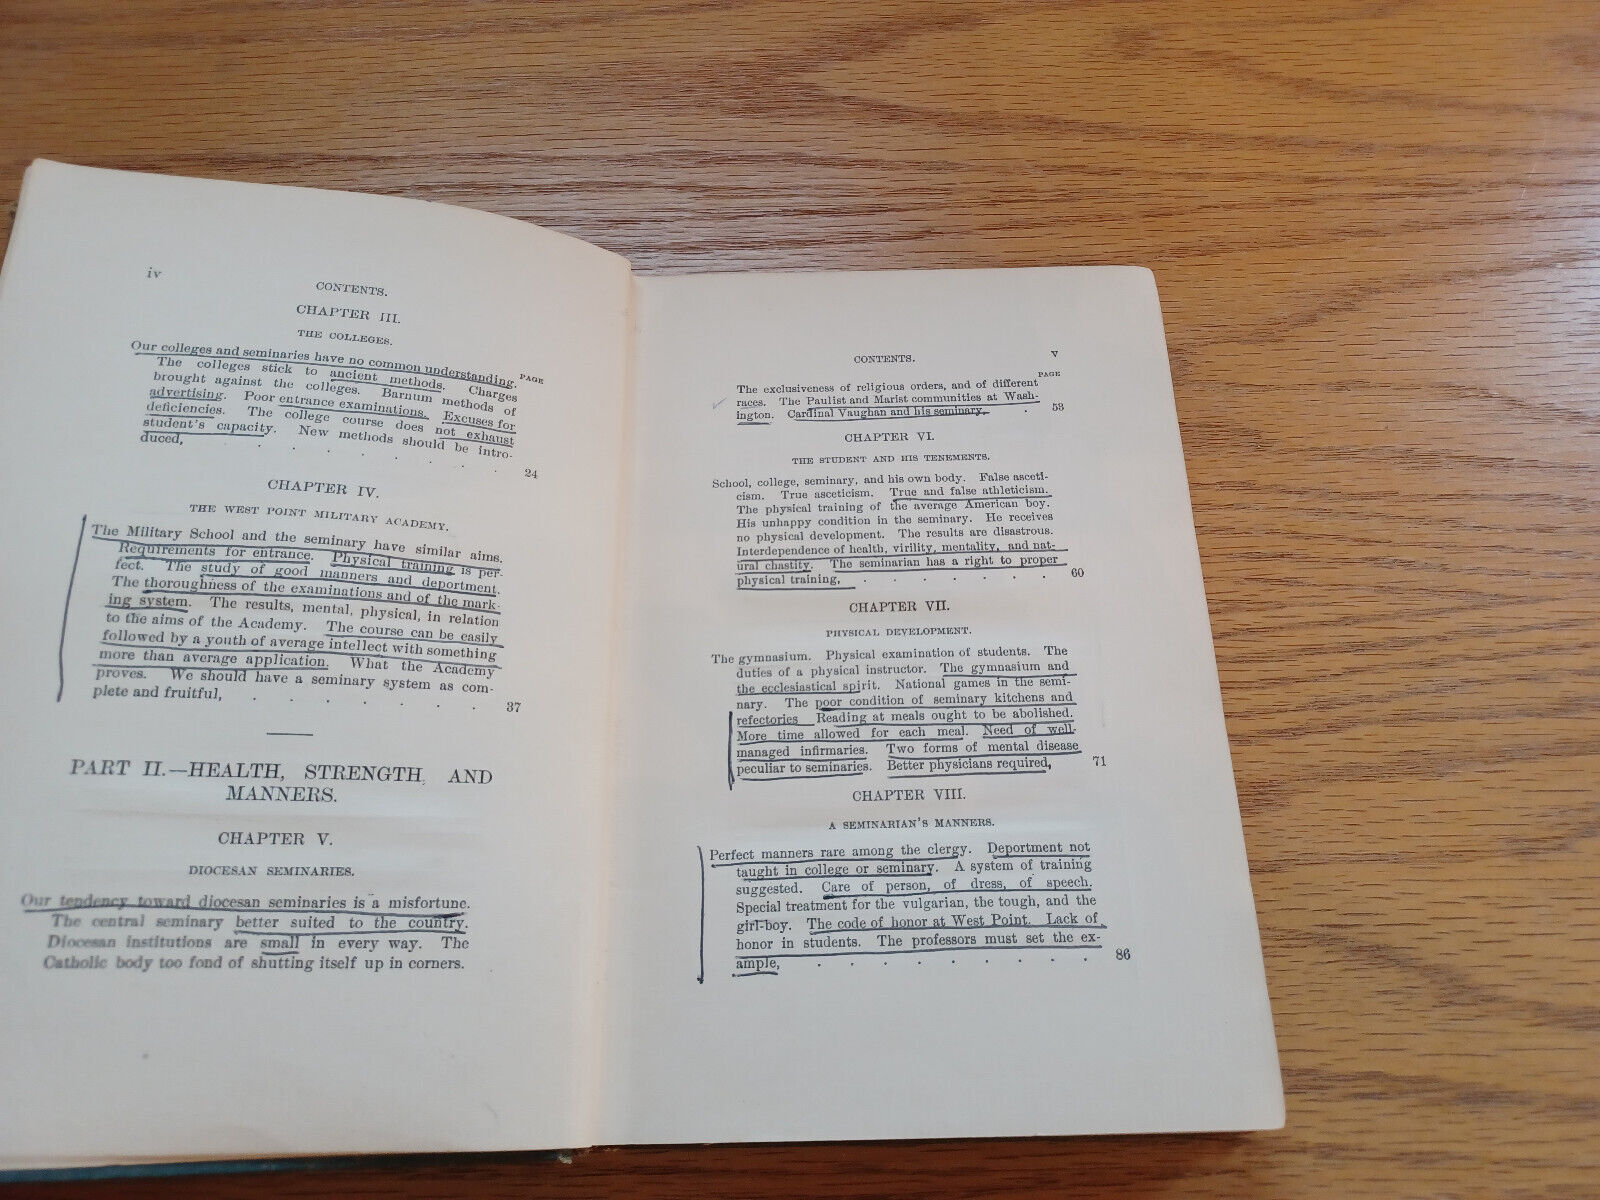 iv
CONTENTS.
CHAPTER III.
THE COLLEGES.
PAGE
Our colleges and seminaries have no common understanding.
The colleges stick to ancient methods. Charges
brought against the colleges. Barnum methods of
advertising. Poor entrance examinations. Excuses for
deficiencies. The college course does not exhaust
student's capacity. New methods should be intro-
duced, . . . . . . . 24
CHAPTER IV.
THE WEST POINT MILITARY ACADEMY.
The Military School and the seminary have similar aims.
Requirements for entrance. Physical training is per-
fect. The study of good manners and deportment.
The thoroughness of the examinations and of the mark-
ing system. The results, mental, physical, in relation
to the aims of the Academy. The course can be easily
followed by a youth of average intellect with something
more than average application. What the Academy
proves. We should have a seminary system as com-
plete and fruitful, . . . . . . . 37
PART II.—HEALTH, STRENGTH, AND
MANNERS.
CHAPTER V.
DIOCESAN SEMINARIES.
Our tendency toward diocesan seminaries is a misfortune.
The central seminary better suited to the country.
Diocesan institutions are small in every way. The
Catholic body too fond of shutting itself up in corners.
CONTENTS. v
PAGE
The exclusiveness of religious orders, and of different
races. The Paulist and Marist communities at Wash-
ington. Cardinal Vaughan and his seminary, . 53
CHAPTER VI.
THE STUDENT AND HIS TENEMENTS.
School, college, seminary, and his own body. False asceti-
cism. True asceticism. True and false athleticism.
The physical training of the average American boy.
His unhappy condition in the seminary. He receives
no physical development. The results are disastrous.
Interdependence of health, virility, mentality, and nat-
ural chastity. The seminarian has a right to proper
physical training, . . . . . . . 60
CHAPTER VII.
PHYSICAL DEVELOPMENT.
The gymnasium. Physical examination of students. The
duties of a physical instructor. The gymnasium and
the ecclesiastical spirit. National games in the semi-
nary. The poor condition of seminary kitchens and
refectories Reading at meals ought to be abolished.
More time allowed for each meal. Need of well-
managed infirmaries. Two forms of mental disease
peculiar to seminaries. Better physicians required, 71
CHAPTER VIII.
A SEMINARIAN'S MANNERS.
Perfect manners rare among the clergy. Deportment not
taught in college or seminary. A system of training
suggested. Care of person, of dress, of speech.
Special treatment for the vulgarian, the tough, and the
girl-boy. The code of honor at West Point. Lack of
honor in students. The professors must set the ex-
ample, . . . . . . . . . 86